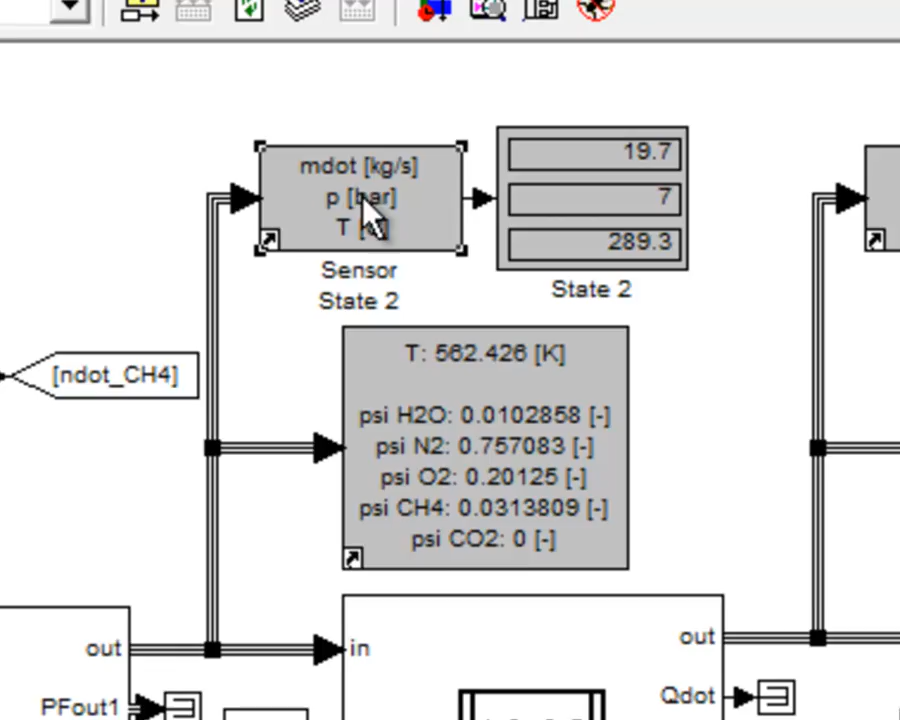 mdot [kg/s]
p [bar]
T [K]
19.7
7
289.3
Sensor
State 2
State 2
[ndot_CH4]
T: 562.426 [K]
psi H2O: 0.0102858 [-]
psi N2: 0.757083 [-]
psi O2: 0.20125 [-]
psi CH4: 0.0313809 [-]
psi CO2: 0 [-]
out
in
out
PFout1
Qdot